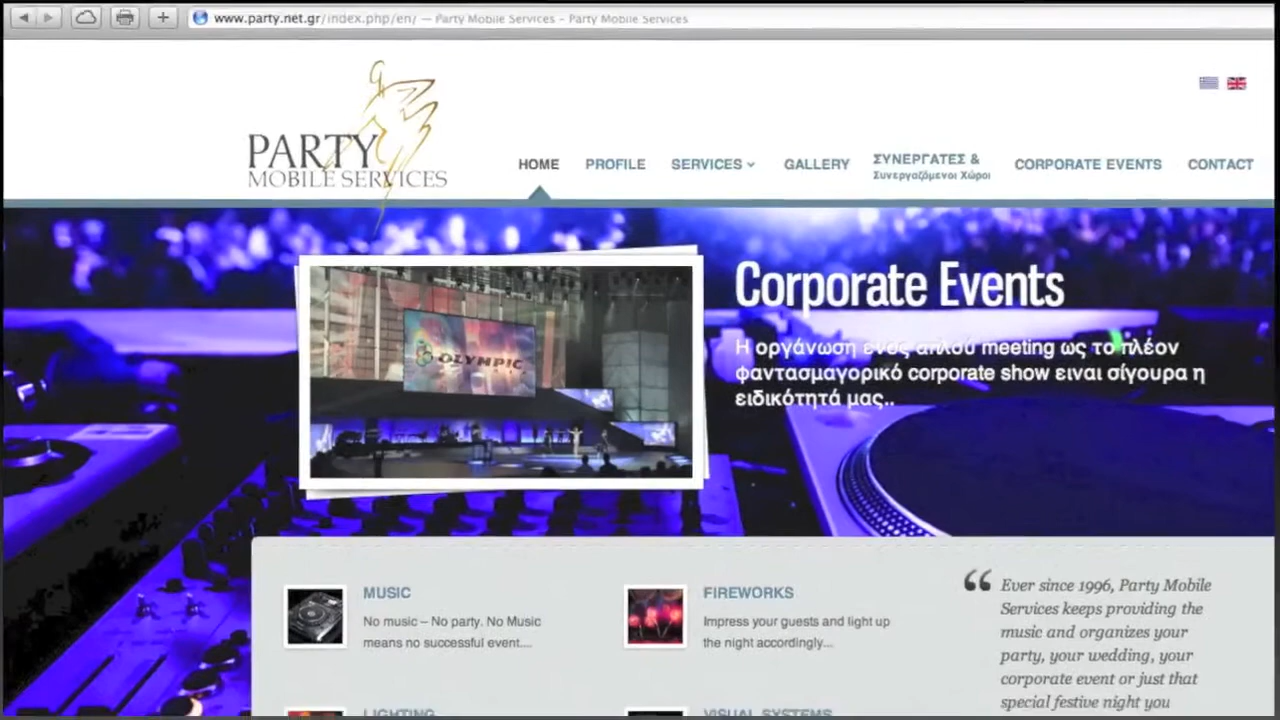 www.party.net.gr/index.php/en/ — Party Mobile Services – Party Mobile Services
PARTY
MOBILE SERVICES
HOME
PROFILE
SERVICES
GALLERY
ΣΥΝΕΡΓΑΤΕΣ &
Συνεργαζόμενοι Χώροι
CORPORATE EVENTS
CONTACT
OLYMPIC
Corporate Events
Η οργάνωση ενος απλού meeting ως το πλέον
φαντασμαγορικό corporate show ειναι σίγουρα η
ειδικότητά μας..
MUSIC
No music – No party. No Music
means no successful event....
FIREWORKS
Impress your guests and light up
the night accordingly...
“ Ever since 1996, Party Mobile
Services keeps providing the
music and organizes your
party, your wedding, your
corporate event or just that
special festive night you
LIGHTING
VISUAL SYSTEMS